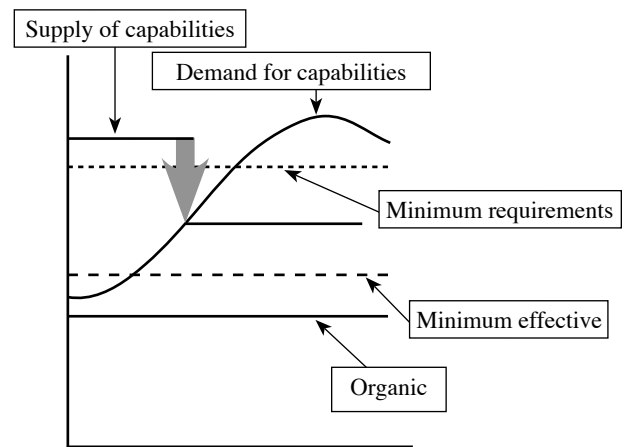 Supply of capabilities
Demand for capabilities
Minimum requirements
Minimum effective
Organic